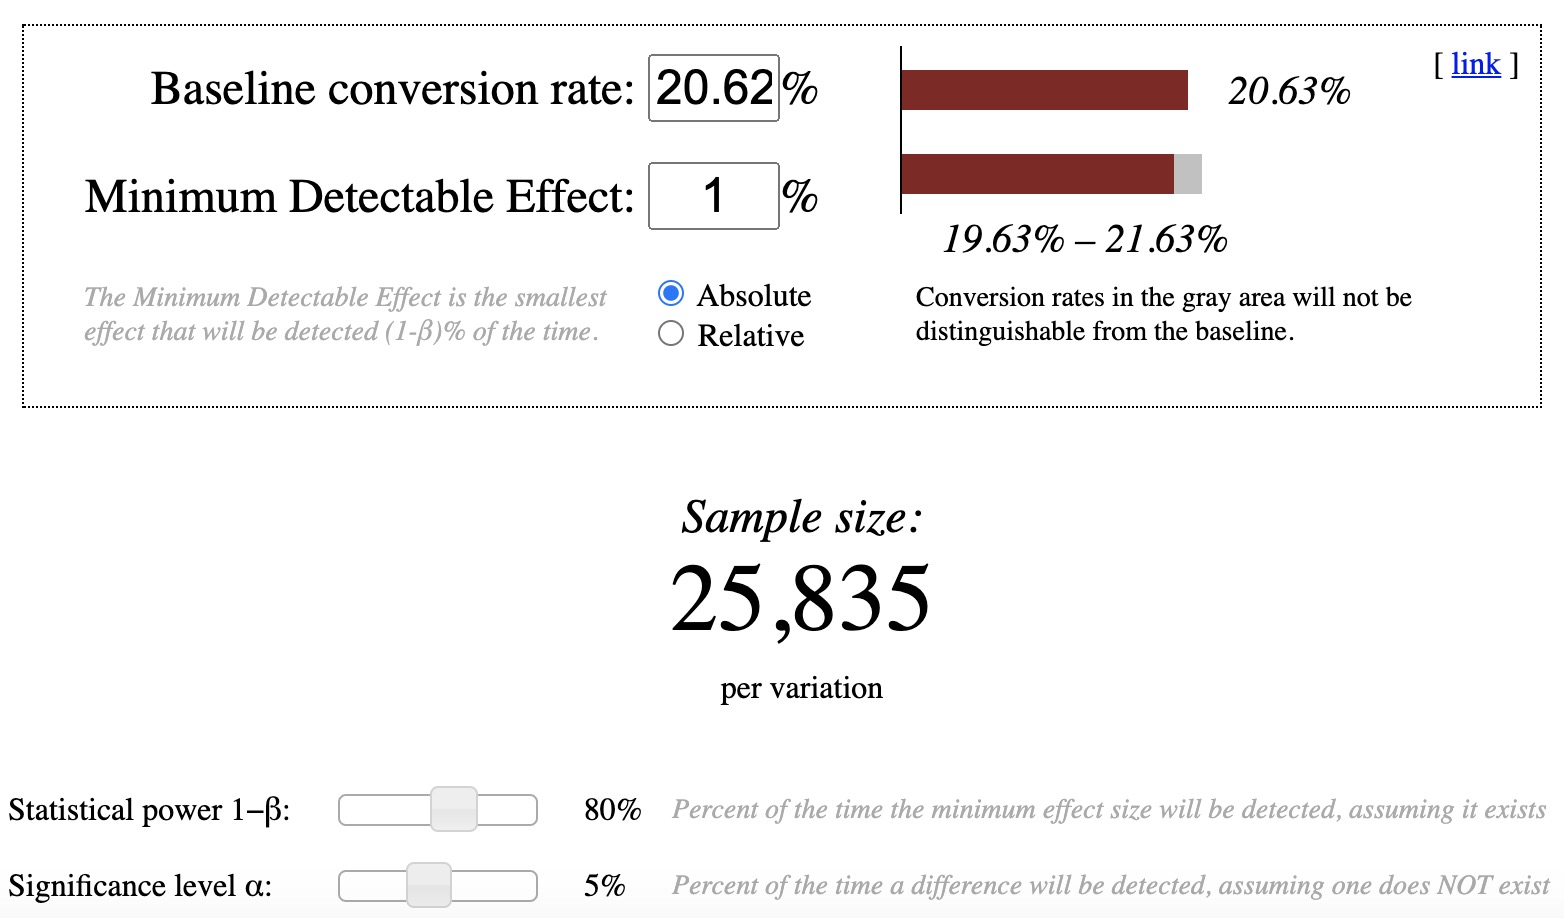 Baseline conversion rate: 20.62 %
20.63%
[ link ]
Minimum Detectable Effect: 1 %
19.63% – 21.63%
The Minimum Detectable Effect is the smallest
effect that will be detected (1-β)% of the time.
Absolute
Relative
Conversion rates in the gray area will not be
distinguishable from the baseline.
Sample size:
25,835
per variation
Statistical power 1–β: 80% Percent of the time the minimum effect size will be detected, assuming it exists
Significance level α: 5% Percent of the time a difference will be detected, assuming one does NOT exist